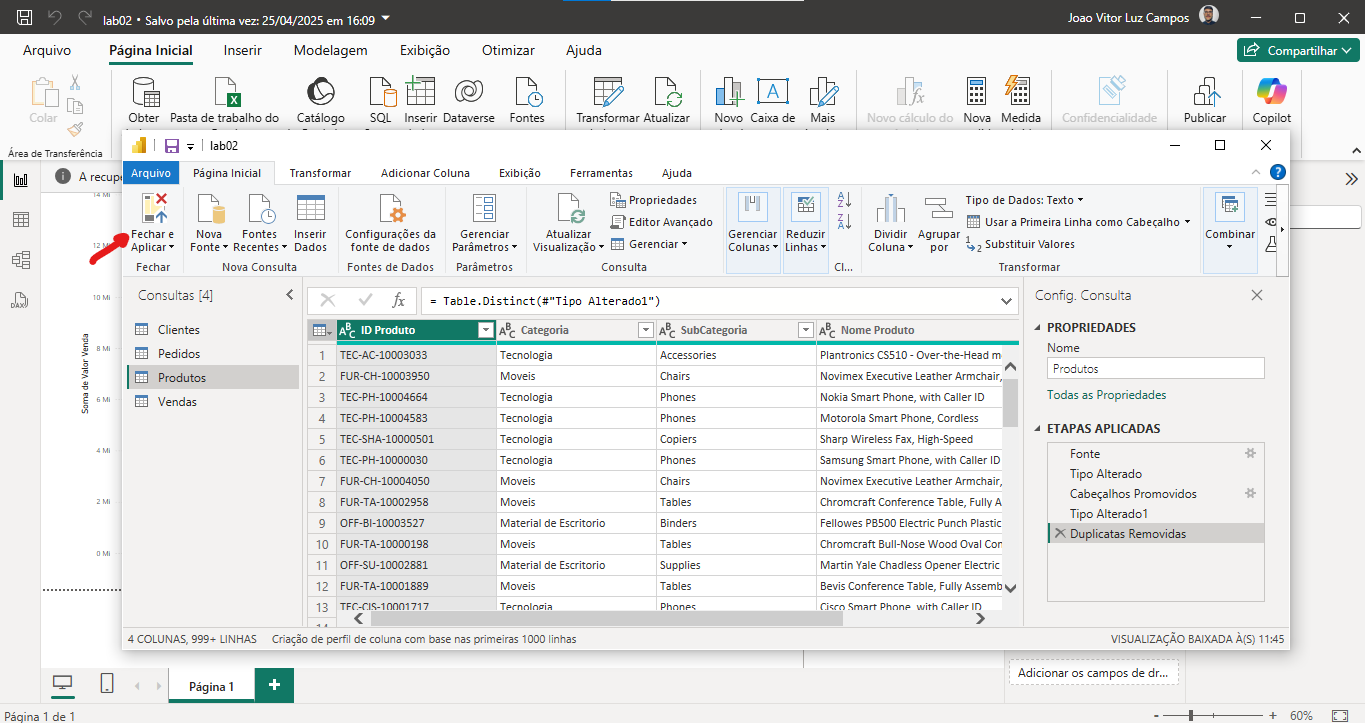 lab02 • Salvo pela última vez: 25/04/2025 em 16:09
Joao Vitor Luz Campos
Arquivo Página Inicial Inserir Modelagem Exibição Otimizar Ajuda
Compartilhar
Colar
Obter
Pasta de trabalho do
Catálogo
SQL
Inserir
Dataverse
Fontes
Transformar
Atualizar
Novo
Caixa de
Mais
Novo cálculo do
Nova
Medida
Confidencialidade
Publicar
Copilot
Área de Transferência
A recupe
lab02
Arquivo Página Inicial Transformar Adicionar Coluna Exibição Ferramentas Ajuda
Fechar e
Aplicar
Fechar
Nova
Fonte
Fontes
Recentes
Inserir
Dados
Nova Consulta
Configurações da
fonte de dados
Fontes de Dados
Gerenciar
Parâmetros
Parâmetros
Atualizar
Visualização
Propriedades
Editor Avançado
Gerenciar
Consulta
Gerenciar
Colunas
Reduzir
Linhas
Cl...
Dividir
Coluna
Agrupar
por
Tipo de Dados: Texto
Usar a Primeira Linha como Cabeçalho
Substituir Valores
Transformar
Combinar
Consultas [4]
Clientes
Pedidos
Produtos
Vendas
= Table.Distinct(#"Tipo Alterado1")
ID Produto Categoria SubCategoria Nome Produto
1 TEC-AC-10003033 Tecnologia Accessories Plantronics CS510 - Over-the-Head m
2 FUR-CH-10003950 Moveis Chairs Novimex Executive Leather Armchair,
3 TEC-PH-10004664 Tecnologia Phones Nokia Smart Phone, with Caller ID
4 TEC-PH-10004583 Tecnologia Phones Motorola Smart Phone, Cordless
5 TEC-SHA-10000501 Tecnologia Copiers Sharp Wireless Fax, High-Speed
6 TEC-PH-10000030 Tecnologia Phones Samsung Smart Phone, with Caller ID
7 FUR-CH-10004050 Moveis Chairs Novimex Executive Leather Armchair,
8 FUR-TA-10002958 Moveis Tables Chromcraft Conference Table, Fully A
9 OFF-BI-10003527 Material de Escritorio Binders Fellowes PB500 Electric Punch Plastic
10 FUR-TA-10000198 Moveis Tables Chromcraft Bull-Nose Wood Oval Con
11 OFF-SU-10002881 Material de Escritorio Supplies Martin Yale Chadless Opener Electric
12 FUR-TA-10001889 Moveis Tables Bevis Conference Table, Fully Assemb
13 TEC-CIS-10001717 Tecnologia Phones Cisco Smart Phone, with Caller ID
Config. Consulta
PROPRIEDADES
Nome
Produtos
Todas as Propriedades
ETAPAS APLICADAS
Fonte
Tipo Alterado
Cabeçalhos Promovidos
Tipo Alterado1
Duplicatas Removidas
4 COLUNAS, 999+ LINHAS Criação de perfil de coluna com base nas primeiras 1000 linhas
VISUALIZAÇÃO BAIXADA À(S) 11:45
14 Mi
12 Mi
10 Mi
8 Mi
6 Mi
4 Mi
2 Mi
0 Mi
Soma de Valor Venda
Adicionar os campos de dr...
Página 1
Página 1 de 1
60%